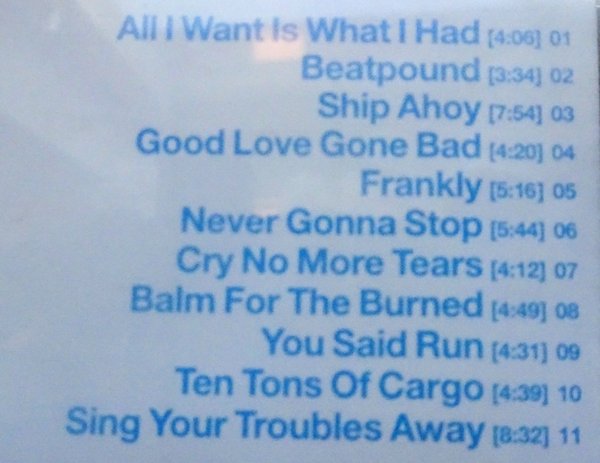 All I Want Is What I Had [4:06] 01
Beatpound [3:34] 02
Ship Ahoy [7:54] 03
Good Love Gone Bad [4:20] 04
Frankly [5:16] 05
Never Gonna Stop [5:44] 06
Cry No More Tears [4:12] 07
Balm For The Burned [4:49] 08
You Said Run [4:31] 09
Ten Tons Of Cargo [4:39] 10
Sing Your Troubles Away [8:32] 11